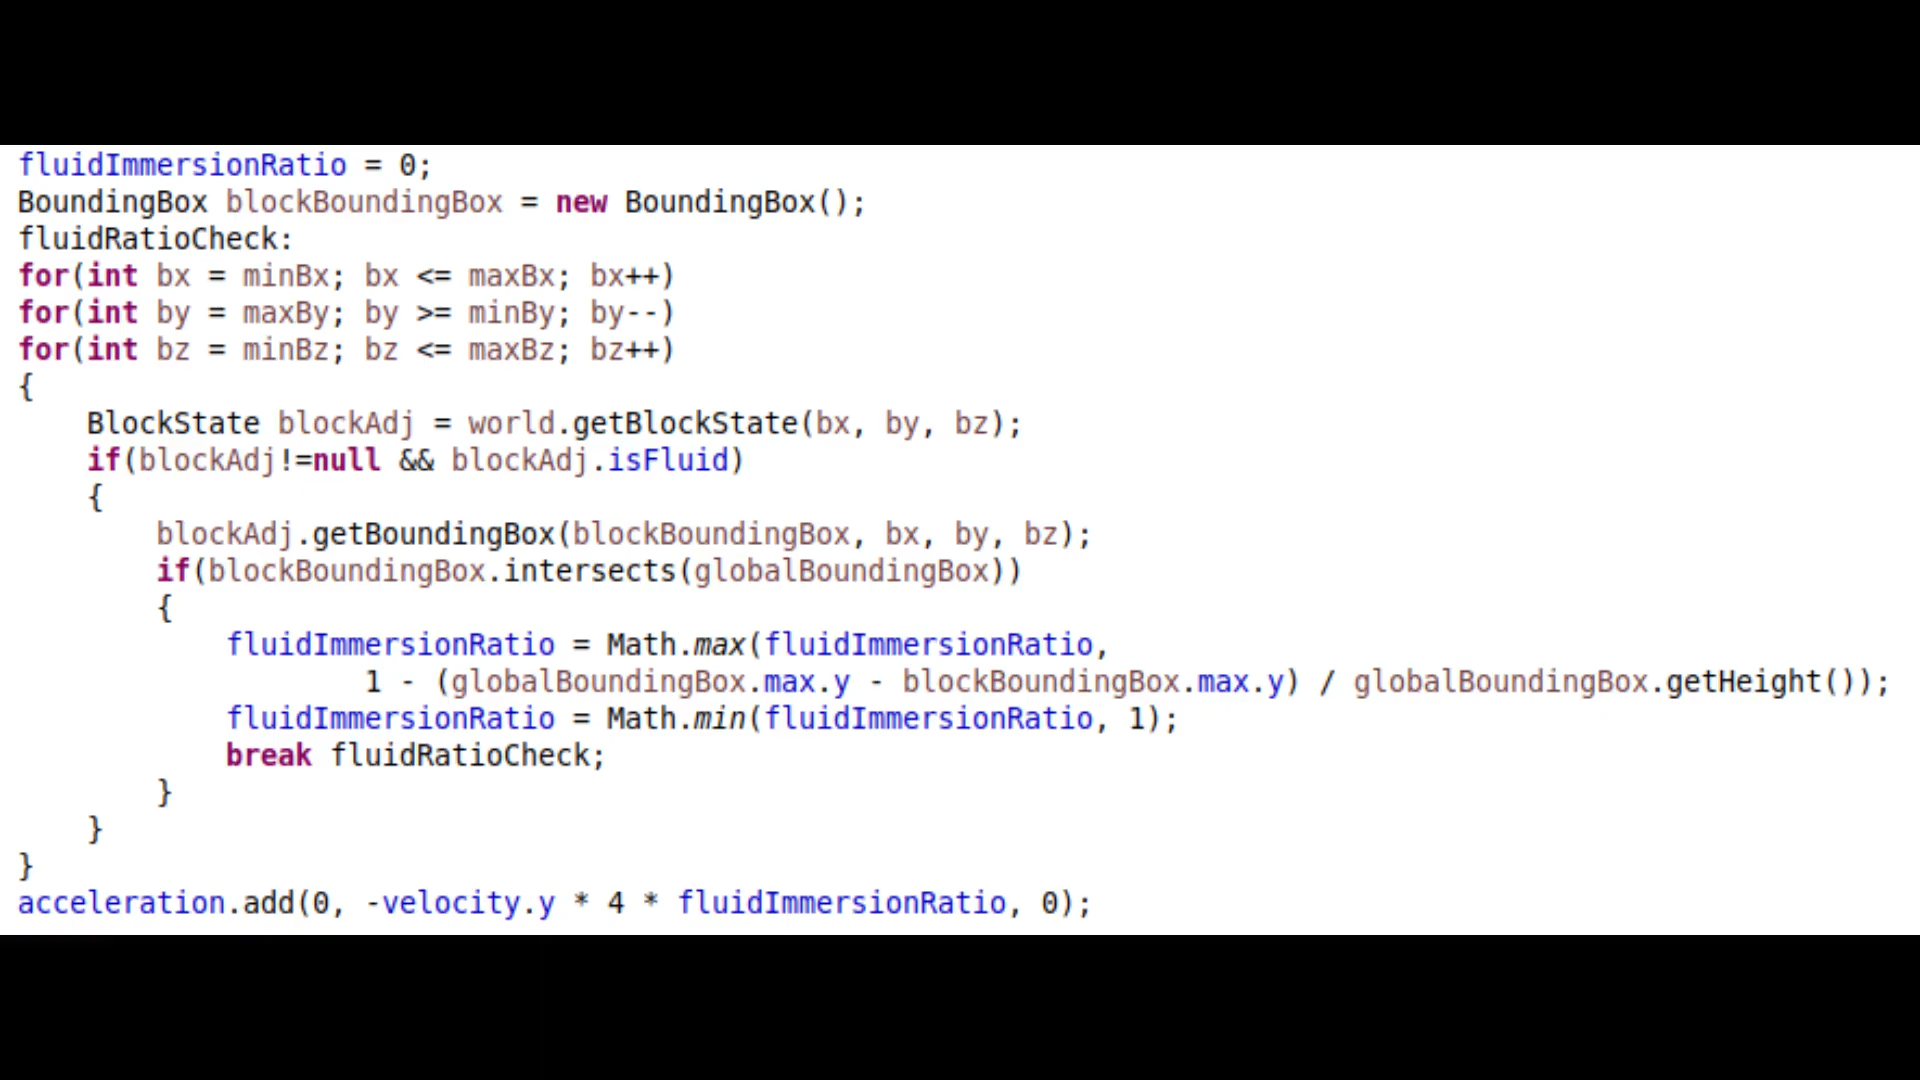 fluidImmersionRatio = 0;
BoundingBox blockBoundingBox = new BoundingBox();
fluidRatioCheck:
for(int bx = minBx; bx <= maxBx; bx++)
for(int by = maxBy; by >= minBy; by--)
for(int bz = minBz; bz <= maxBz; bz++)
{
    BlockState blockAdj = world.getBlockState(bx, by, bz);
    if(blockAdj!=null && blockAdj.isFluid)
    {
        blockAdj.getBoundingBox(blockBoundingBox, bx, by, bz);
        if(blockBoundingBox.intersects(globalBoundingBox))
        {
            fluidImmersionRatio = Math.max(fluidImmersionRatio,
                    1 - (globalBoundingBox.max.y - blockBoundingBox.max.y) / globalBoundingBox.getHeight());
            fluidImmersionRatio = Math.min(fluidImmersionRatio, 1);
            break fluidRatioCheck;
        }
    }
}
acceleration.add(0, -velocity.y * 4 * fluidImmersionRatio, 0);